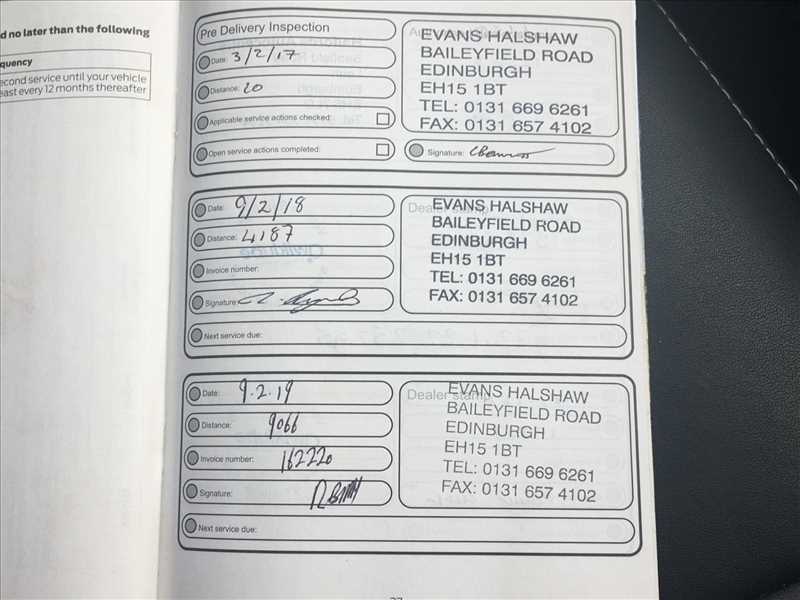 d no later than the following
quency
econd service until your vehicle
east every 12 months thereafter
Pre Delivery Inspection
Date: 3/2/17
Distance: 20
Applicable service actions checked:
Open service actions completed:
EVANS HALSHAW
BAILEYFIELD ROAD
EDINBURGH
EH15 1BT
TEL: 0131 669 6261
FAX: 0131 657 4102
Signature:
Date: 9/2/18
Distance: 4187
Invoice number:
Signature:
Next service due:
Dealer stamp
EVANS HALSHAW
BAILEYFIELD ROAD
EDINBURGH
EH15 1BT
TEL: 0131 669 6261
FAX: 0131 657 4102
Date: 9.2.19
Distance: 9066
Invoice number: 162220
Signature:
Next service due:
Dealer stamp
EVANS HALSHAW
BAILEYFIELD ROAD
EDINBURGH
EH15 1BT
TEL: 0131 669 6261
FAX: 0131 657 4102